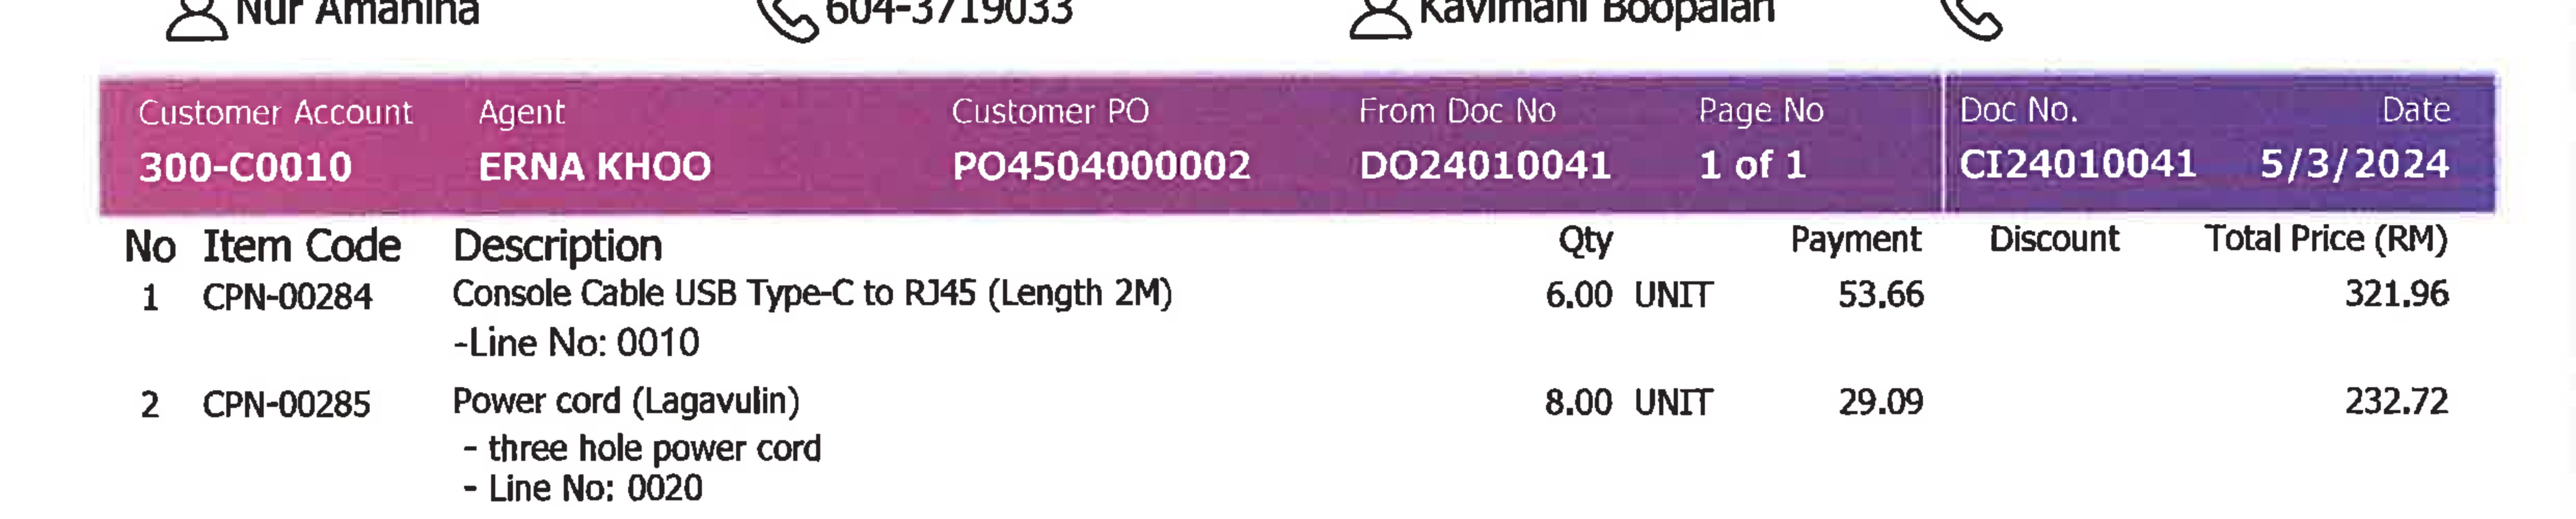 Nur Amanina 604-3719033 Kavimani Boopalan
Customer Account Agent Customer PO From Doc No Page No Doc No. Date
300-C0010 ERNA KHOO PO4504000002 DO24010041 1 of 1 CI24010041 5/3/2024
No Item Code Description Qty Payment Discount Total Price (RM)
1 CPN-00284 Console Cable USB Type-C to RJ45 (Length 2M) 6.00 UNIT 53.66 321.96
-Line No: 0010
2 CPN-00285 Power cord (Lagavulin) 8.00 UNIT 29.09 232.72
- three hole power cord
- Line No: 0020